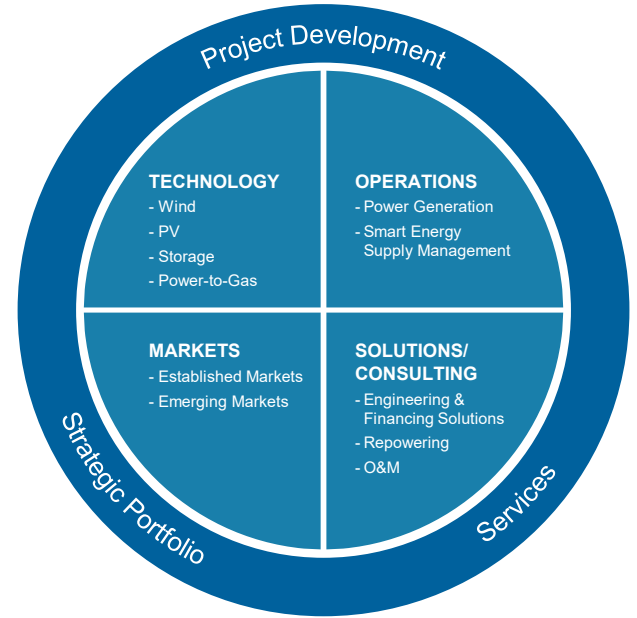 Project Development
TECHNOLOGY
- Wind
- PV
- Storage
- Power-to-Gas
OPERATIONS
- Power Generation
- Smart Energy
Supply Management
MARKETS
- Established Markets
- Emerging Markets
SOLUTIONS/
CONSULTING
- Engineering &
Financing Solutions
- Repowering
- O&M
Strategic Portfolio
Services